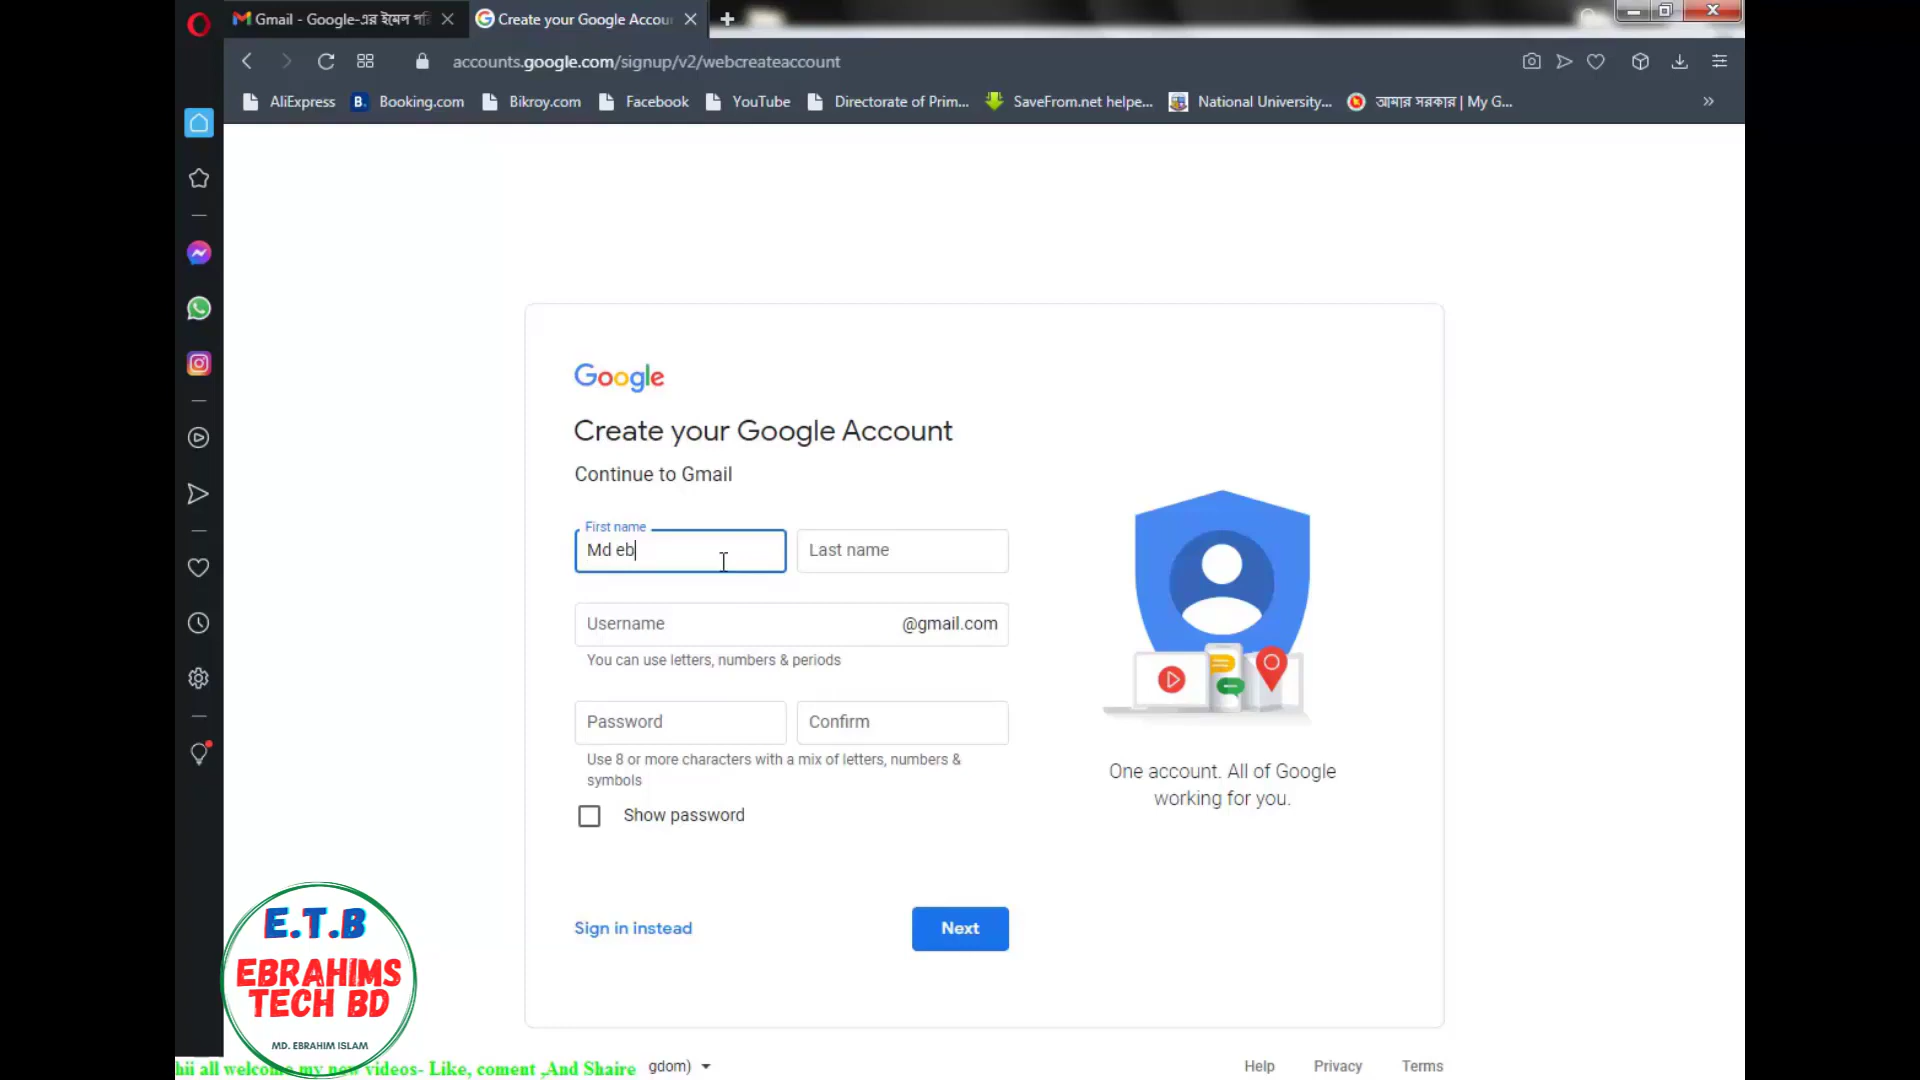 Gmail - Google-এর ইমেল পরি
Create your Google Accou
accounts.google.com/signup/v2/webcreateaccount
AliExpress
B. Booking.com
Bikroy.com
Facebook
YouTube
Directorate of Prim...
SaveFrom.net helpe...
National University...
আমার সরকার | My G...
Google
Create your Google Account
Continue to Gmail
First name
Md eb
Last name
Username
@gmail.com
You can use letters, numbers & periods
Password
Confirm
Use 8 or more characters with a mix of letters, numbers &
symbols
Show password
One account. All of Google
working for you.
Sign in instead
Next
E.T.B
EBRAHIMS
TECH BD
MD. EBRAHIM ISLAM
hii all welcome my new videos- Like, coment ,And Shaire
gdom)
Help
Privacy
Terms